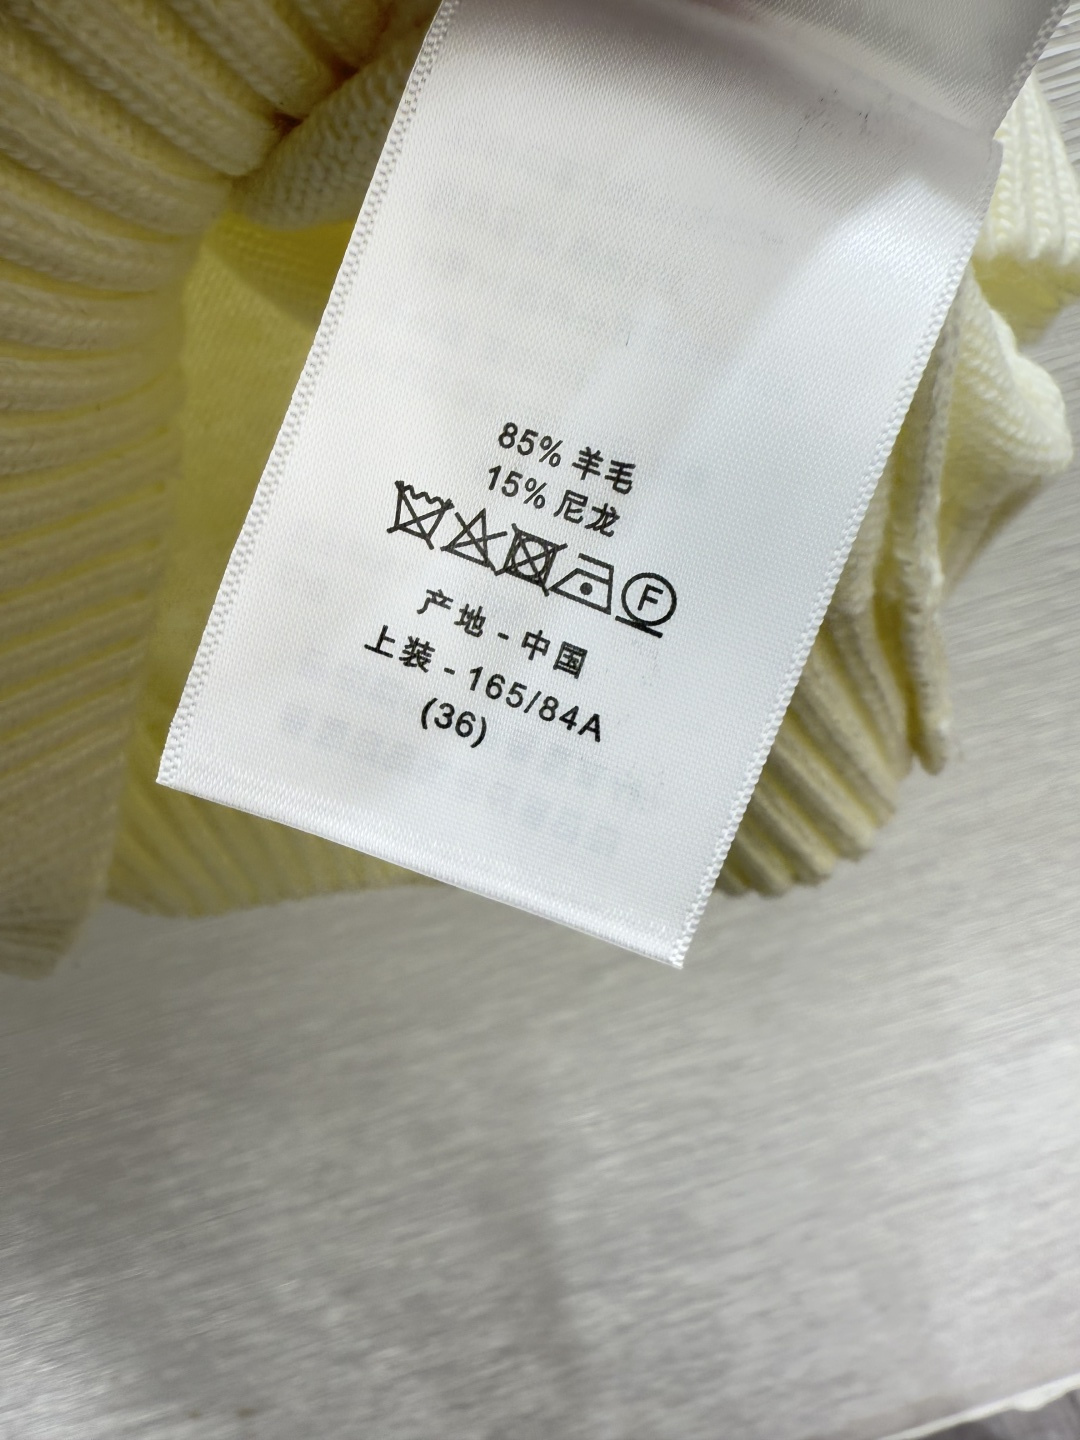 85% 羊毛
15% 尼龙
F
产地 - 中国
上装 - 165/84A
(36)